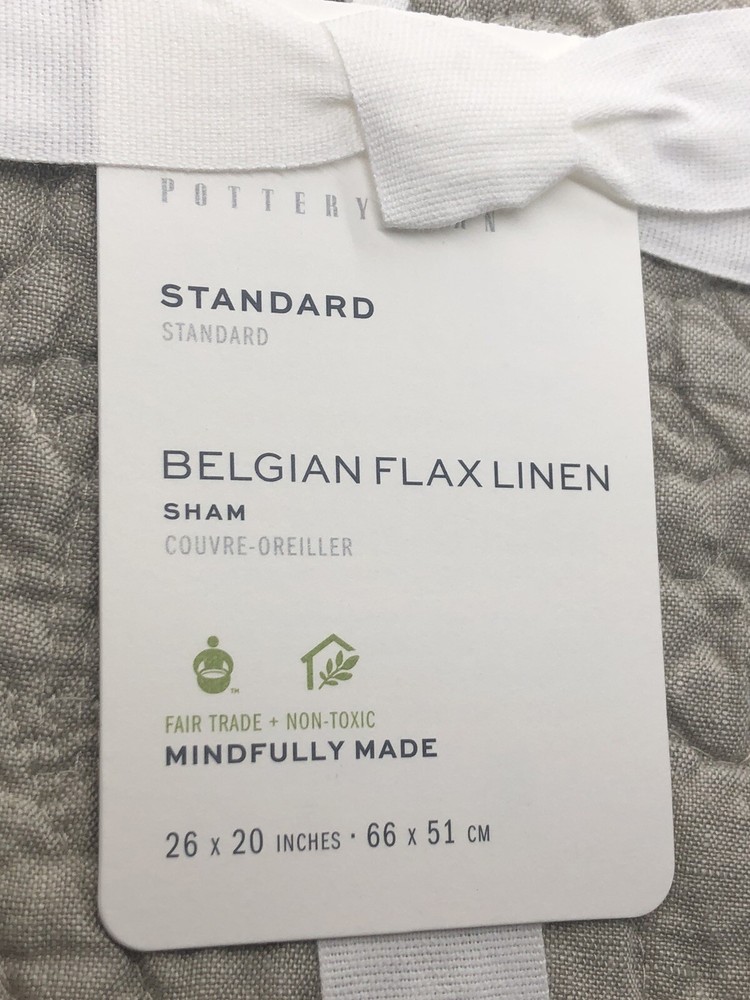 POTTERY
STANDARD
STANDARD
BELGIAN FLAX LINEN
SHAM
COUVRE-OREILLER
TM
FAIR TRADE + NON-TOXIC
MINDFULLY MADE
26 x 20 INCHES · 66 x 51 CM